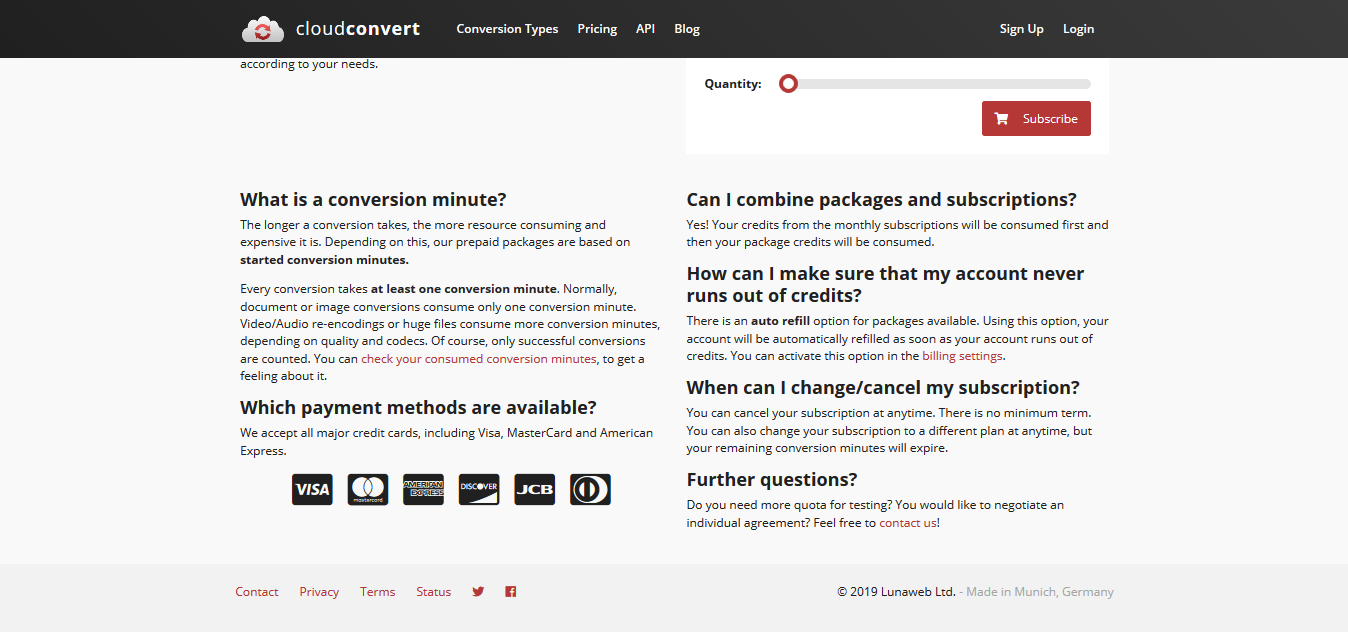 cloudconvert Conversion Types Pricing API Blog Sign Up Login
according to your needs.
Quantity:
Subscribe
What is a conversion minute?
The longer a conversion takes, the more resource consuming and
expensive it is. Depending on this, our prepaid packages are based on
started conversion minutes.
Every conversion takes at least one conversion minute. Normally,
document or image conversions consume only one conversion minute.
Video/Audio re-encodings or huge files consume more conversion minutes,
depending on quality and codecs. Of course, only successful conversions
are counted. You can check your consumed conversion minutes, to get a
feeling about it.
Which payment methods are available?
We accept all major credit cards, including Visa, MasterCard and American
Express.
VISA mastercard AMERICAN EXPRESS DISCOVER JCB
Can I combine packages and subscriptions?
Yes! Your credits from the monthly subscriptions will be consumed first and
then your package credits will be consumed.
How can I make sure that my account never
runs out of credits?
There is an auto refill option for packages available. Using this option, your
account will be automatically refilled as soon as your account runs out of
credits. You can activate this option in the billing settings.
When can I change/cancel my subscription?
You can cancel your subscription at anytime. There is no minimum term.
You can also change your subscription to a different plan at anytime, but
your remaining conversion minutes will expire.
Further questions?
Do you need more quota for testing? You would like to negotiate an
individual agreement? Feel free to contact us!
Contact Privacy Terms Status © 2019 Lunaweb Ltd. - Made in Munich, Germany